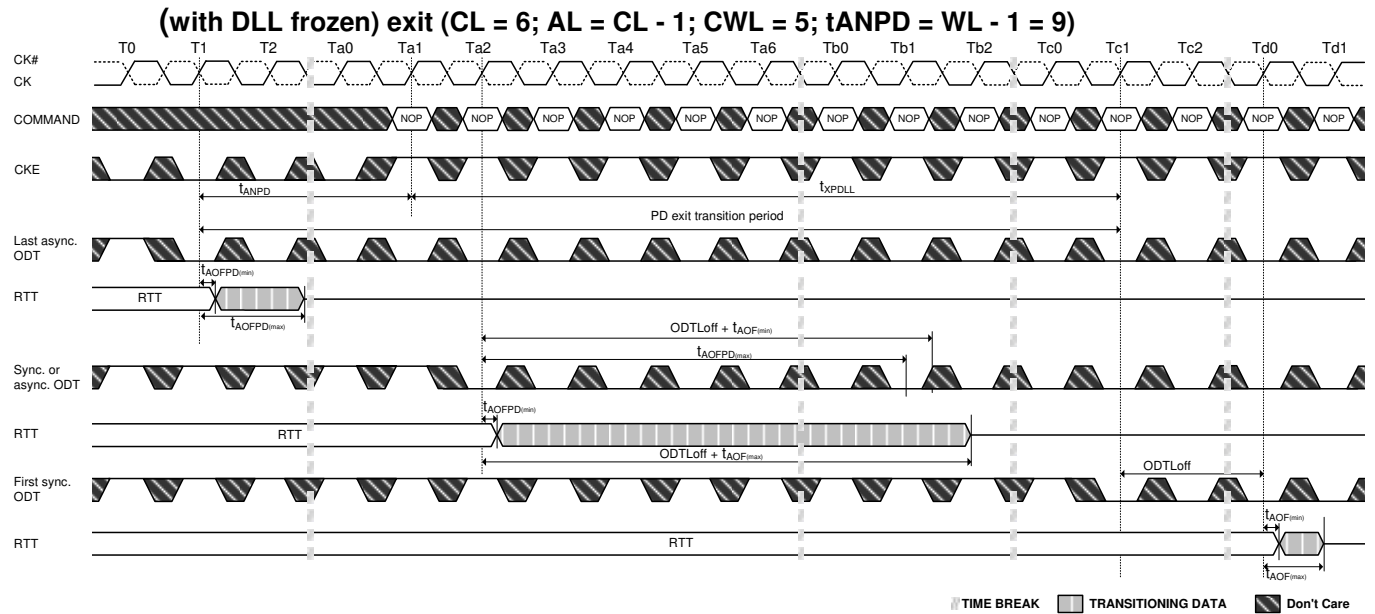 (with DLL frozen) exit (CL = 6; AL = CL - 1; CWL = 5; tANPD = WL - 1 = 9)
T0 T1 T2 Ta0 Ta1 Ta2 Ta3 Ta4 Ta5 Ta6 Tb0 Tb1 Tb2 Tc0 Tc1 Tc2 Td0 Td1
CK#
CK
COMMAND NOP NOP NOP NOP NOP NOP NOP NOP NOP NOP NOP NOP NOP NOP
CKE
tANPD tXPDLL
PD exit transition period
Last async.
ODT
tAOFPD(min)
RTT RTT
tAOFPD(max)
ODTLoff + tAOF(min)
tAOFPD(max)
Sync. or
async. ODT
tAOFPD(min)
RTT RTT
ODTLoff + tAOF(max)
ODTLoff
First sync.
ODT
tAOF(min)
RTT RTT
tAOF(max)
TIME BREAK TRANSITIONING DATA Don't Care